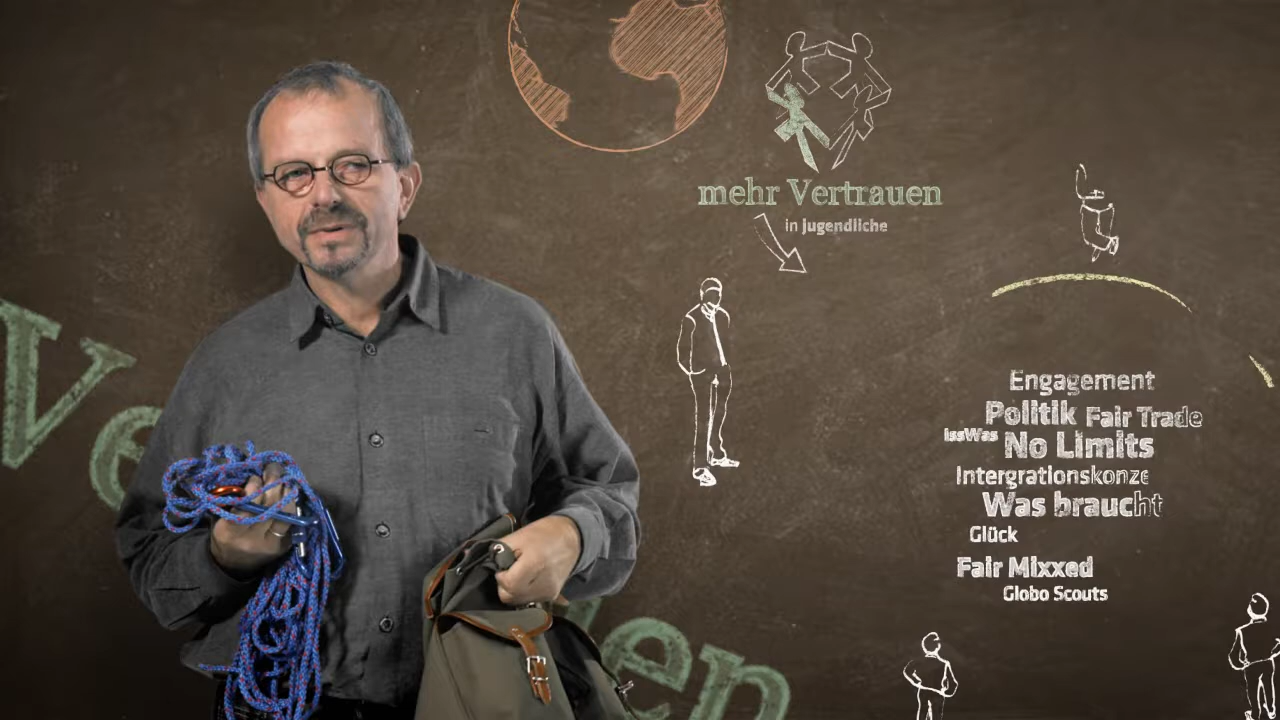 mehr Vertrauen
in Jugendliche
Engagement
Politik Fair Trade
issWas No Limits
Intergrationskonze
Was braucht
Glück
Fair Mixxed
Globo Scouts